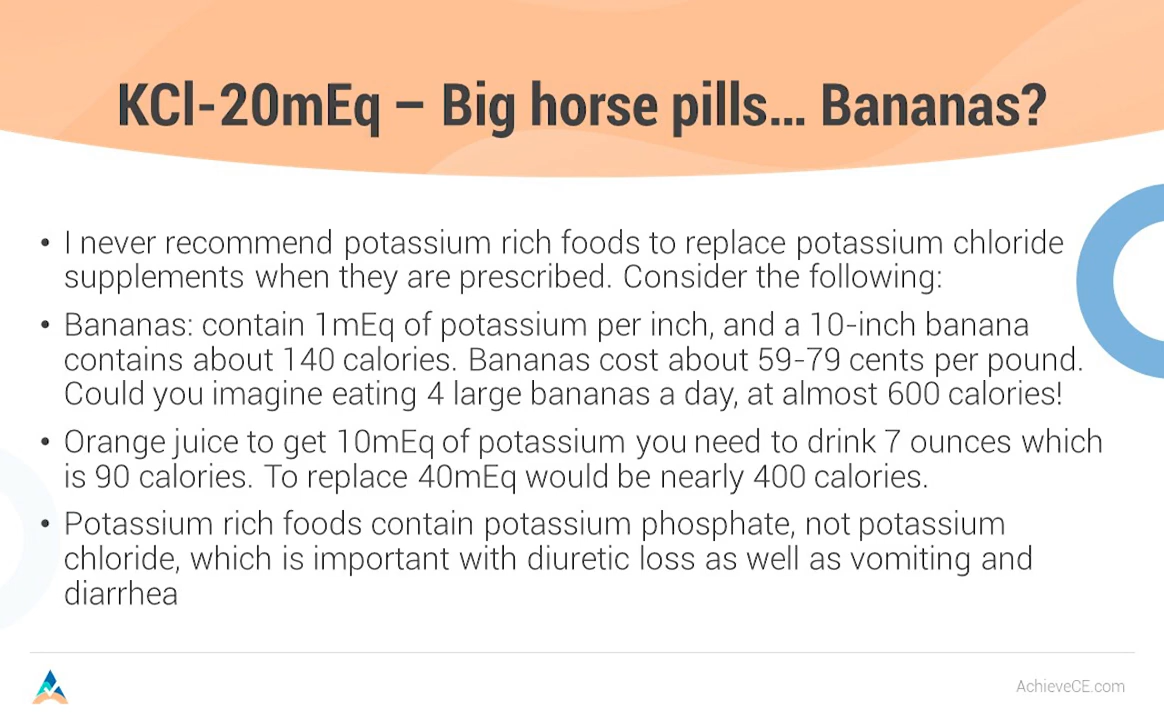 KCl-20mEq – Big horse pills... Bananas?
• I never recommend potassium rich foods to replace potassium chloride
supplements when they are prescribed. Consider the following:
• Bananas: contain 1mEq of potassium per inch, and a 10-inch banana
contains about 140 calories. Bananas cost about 59-79 cents per pound.
Could you imagine eating 4 large bananas a day, at almost 600 calories!
• Orange juice to get 10mEq of potassium you need to drink 7 ounces which
is 90 calories. To replace 40mEq would be nearly 400 calories.
• Potassium rich foods contain potassium phosphate, not potassium
chloride, which is important with diuretic loss as well as vomiting and
diarrhea
AchieveCE.com